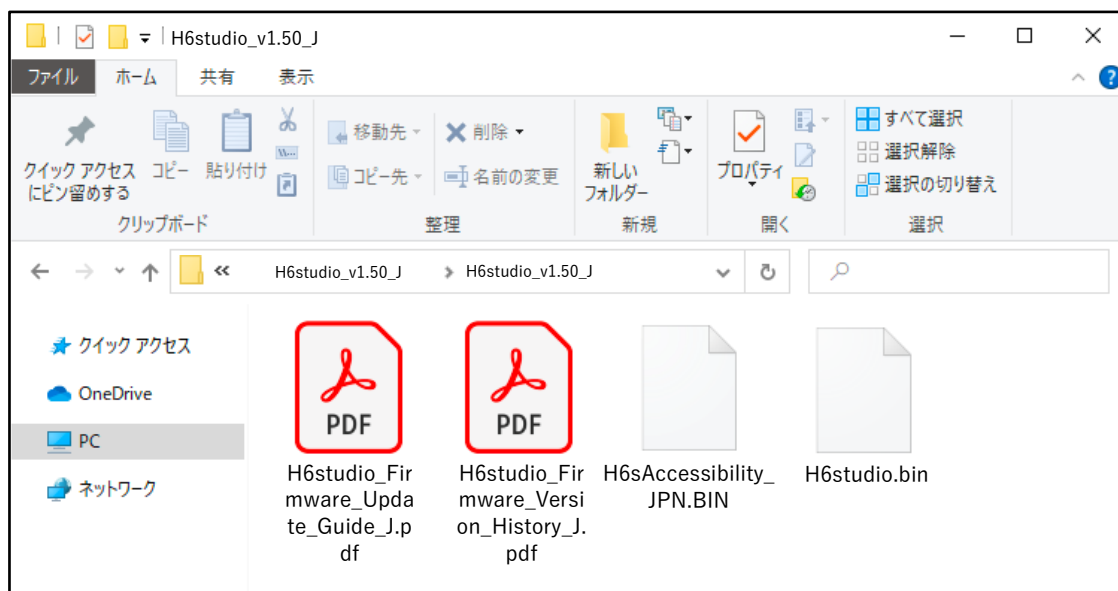 H6studio_v1.50_J
ファイル
ホーム
共有
表示
?
クイック アクセス
にピン留めする
コピー
貼り付け
移動先
コピー先
削除
名前の変更
新しい
フォルダー
プロパティ
すべて選択
選択解除
選択の切り替え
クリップボード
整理
新規
開く
選択
« H6studio_v1.50_J > H6studio_v1.50_J
クイック アクセス
OneDrive
PC
ネットワーク
PDF
H6studio_Fir
mware_Upda
te_Guide_J.p
df
PDF
H6studio_Fir
mware_Versi
on_History_J.
pdf
H6sAccessibility_
JPN.BIN
H6studio.bin